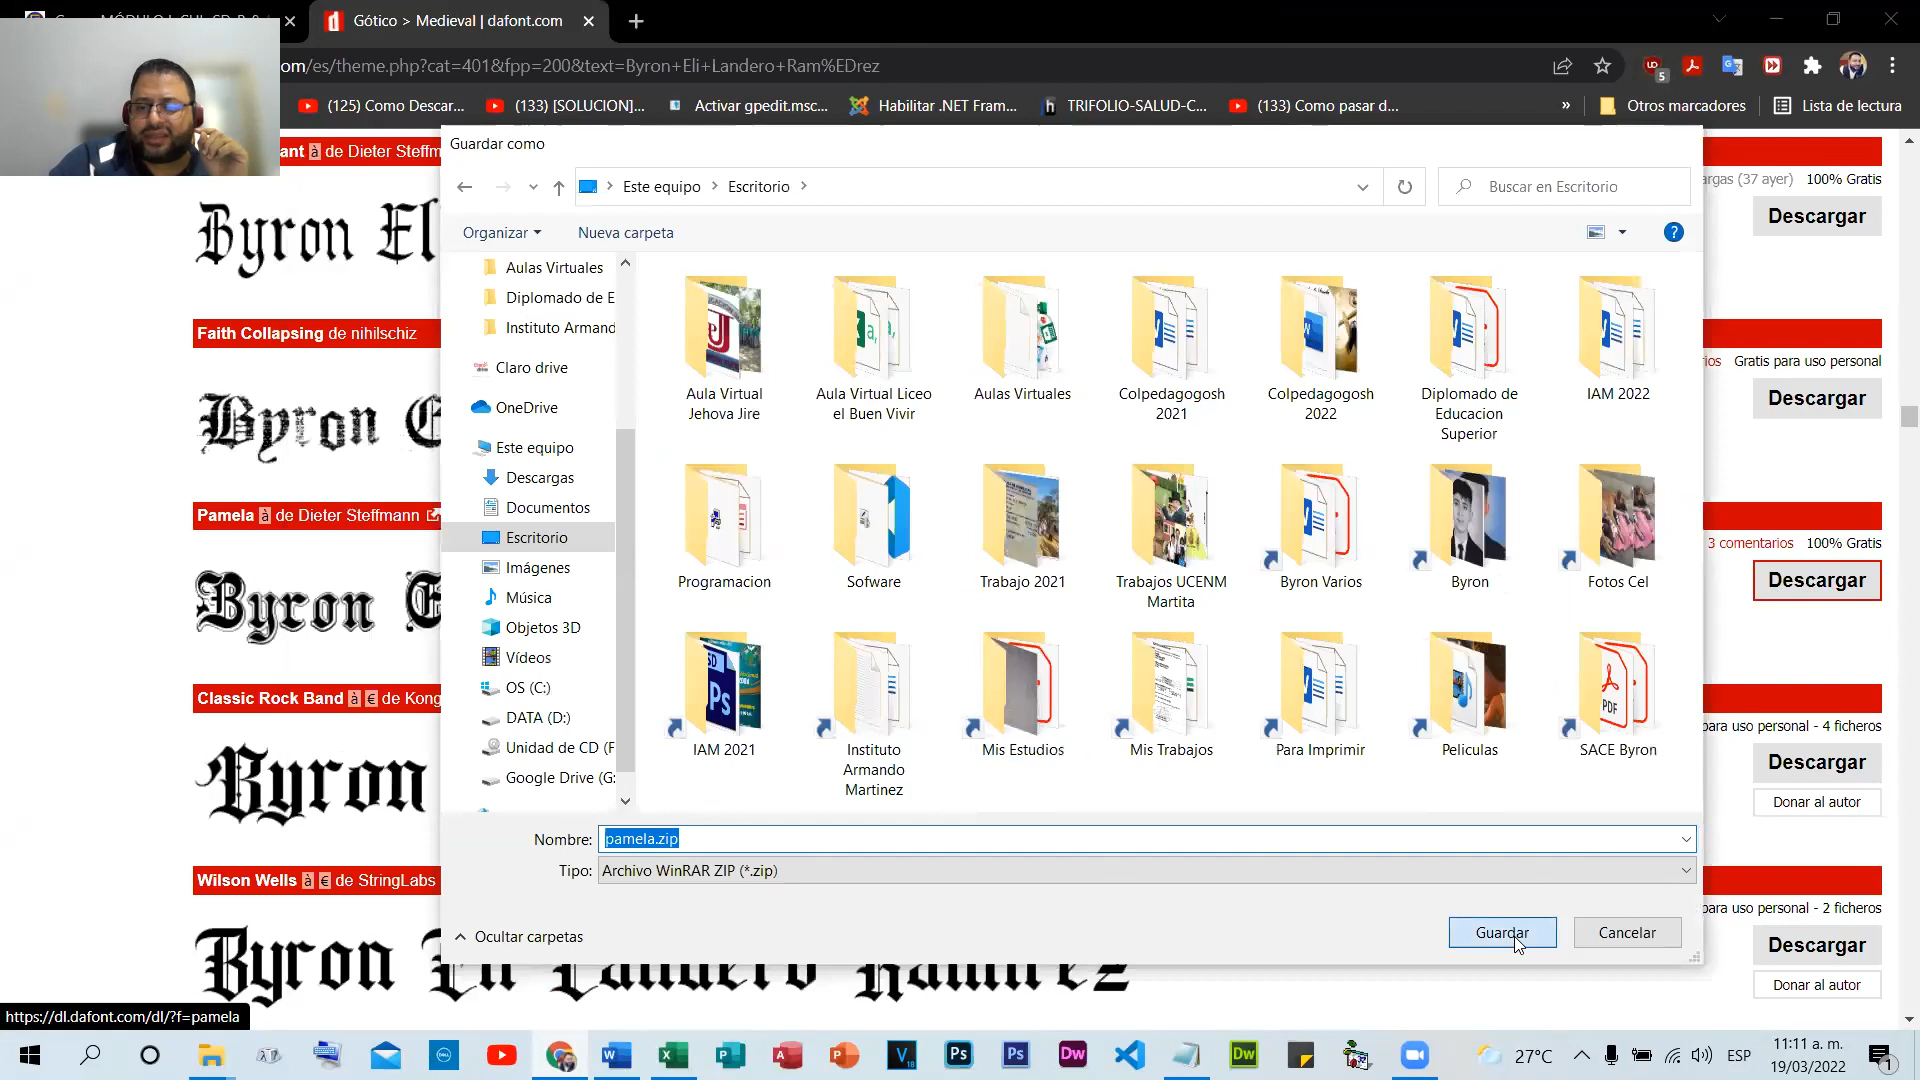 Gótico > Medieval | dafont.com
om/es/theme.php?cat=401&fpp=200&text=Byron+Eli+Landero+Ram%EDrez
5
(125) Como Descar...
(133) [SOLUCION]...
Activar gpedit.msc...
Habilitar .NET Fram...
TRIFOLIO-SALUD-C...
(133) Como pasar d...
»
Otros marcadores
Lista de lectura
Guardar como
Este equipo > Escritorio >
Buscar en Escritorio
Organizar
Nueva carpeta
Aulas Virtuales
Diplomado de E
Instituto Armand
Claro drive
OneDrive
Este equipo
Descargas
Documentos
Escritorio
Imágenes
Música
Objetos 3D
Vídeos
OS (C:)
DATA (D:)
Unidad de CD (F
Google Drive (G:
Aula Virtual
Jehova Jire
Aula Virtual Liceo
el Buen Vivir
Aulas Virtuales
Colpedagogosh
2021
Colpedagogosh
2022
Diplomado de
Educacion
Superior
IAM 2022
Programacion
Sofware
Trabajo 2021
Trabajos UCENM
Martita
Byron Varios
Byron
Fotos Cel
IAM 2021
Instituto
Armando
Martinez
Mis Estudios
Mis Trabajos
Para Imprimir
Peliculas
SACE Byron
Nombre: pamela.zip
Tipo: Archivo WinRAR ZIP (*.zip)
Ocultar carpetas
Guardar
Cancelar
ant à de Dieter Steffm
Byron El
argas (37 ayer) 100% Gratis
Descargar
Faith Collapsing de nihilschiz
Byron E
ios Gratis para uso personal
Descargar
Pamela à de Dieter Steffmann
Byron E
3 comentarios 100% Gratis
Descargar
Classic Rock Band à € de Kong
Byron
para uso personal - 4 ficheros
Descargar
Donar al autor
Wilson Wells à € de StringLabs
Byron Eli Landero Ramirez
para uso personal - 2 ficheros
Descargar
Donar al autor
https://dl.dafont.com/dl/?f=pamela
27°C
ESP
11:11 a. m.
19/03/2022
1